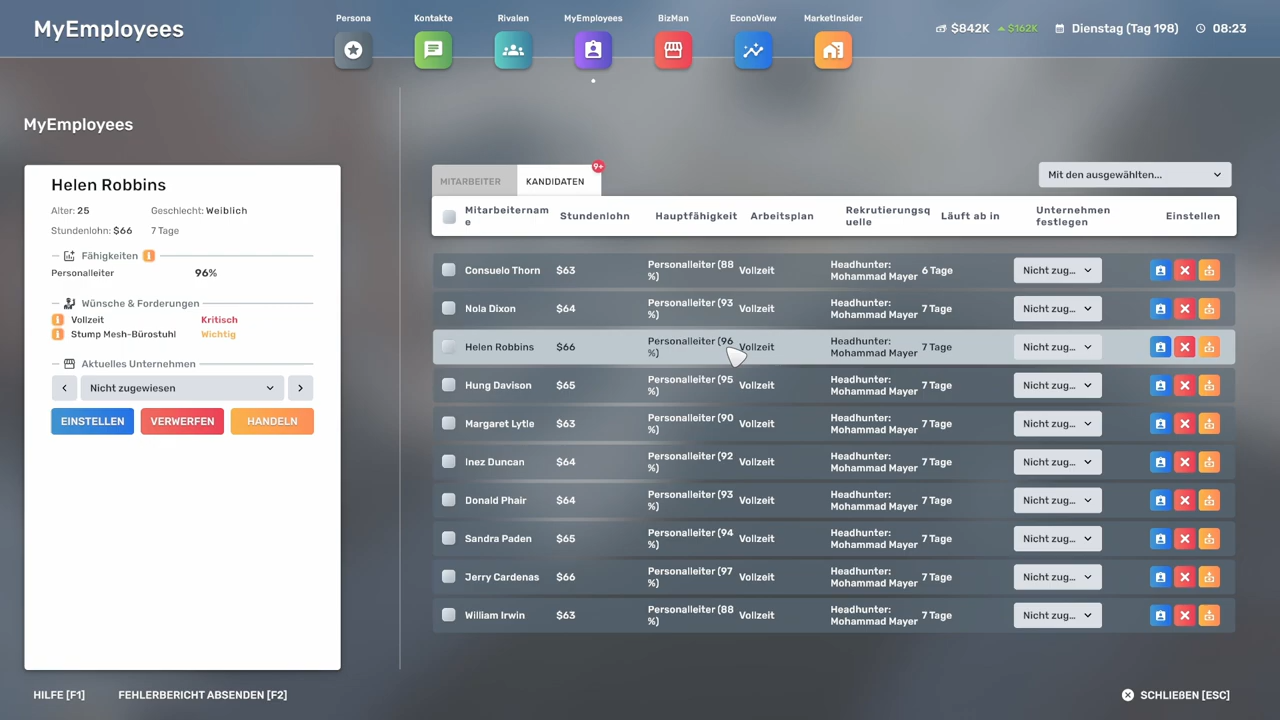 MyEmployees
Persona
Kontakte
Rivalen
MyEmployees
BizMan
EconoView
MarketInsider
$842K
$162K
Dienstag (Tag 198)
08:23
MyEmployees
Helen Robbins
Alter: 25
Geschlecht: Weiblich
Stundenlohn: $66
7 Tage
Fähigkeiten
Personalleiter
96%
Wünsche & Forderungen
Vollzeit
Kritisch
Stump Mesh-Bürostuhl
Wichtig
Aktuelles Unternehmen
Nicht zugewiesen
EINSTELLEN
VERWERFEN
HANDELN
MITARBEITER
KANDIDATEN
9+
Mit den ausgewählten...
Mitarbeiternam
e
Stundenlohn
Hauptfähigkeit
Arbeitsplan
Rekrutierungsq
uelle
Läuft ab in
Unternehmen
festlegen
Einstellen
Consuelo Thorn
$63
Personalleiter (88
%)
Vollzeit
Headhunter:
Mohammad Mayer
6 Tage
Nicht zug...
Nola Dixon
$64
Personalleiter (93
%)
Vollzeit
Headhunter:
Mohammad Mayer
7 Tage
Nicht zug...
Helen Robbins
$66
Personalleiter (96
%)
Vollzeit
Headhunter:
Mohammad Mayer
7 Tage
Nicht zug...
Hung Davison
$65
Personalleiter (95
%)
Vollzeit
Headhunter:
Mohammad Mayer
7 Tage
Nicht zug...
Margaret Lytle
$63
Personalleiter (90
%)
Vollzeit
Headhunter:
Mohammad Mayer
7 Tage
Nicht zug...
Inez Duncan
$64
Personalleiter (92
%)
Vollzeit
Headhunter:
Mohammad Mayer
7 Tage
Nicht zug...
Donald Phair
$64
Personalleiter (93
%)
Vollzeit
Headhunter:
Mohammad Mayer
7 Tage
Nicht zug...
Sandra Paden
$65
Personalleiter (94
%)
Vollzeit
Headhunter:
Mohammad Mayer
7 Tage
Nicht zug...
Jerry Cardenas
$66
Personalleiter (97
%)
Vollzeit
Headhunter:
Mohammad Mayer
7 Tage
Nicht zug...
William Irwin
$63
Personalleiter (88
%)
Vollzeit
Headhunter:
Mohammad Mayer
7 Tage
Nicht zug...
HILFE [F1]
FEHLERBERICHT ABSENDEN [F2]
SCHLIEẞEN [ESC]